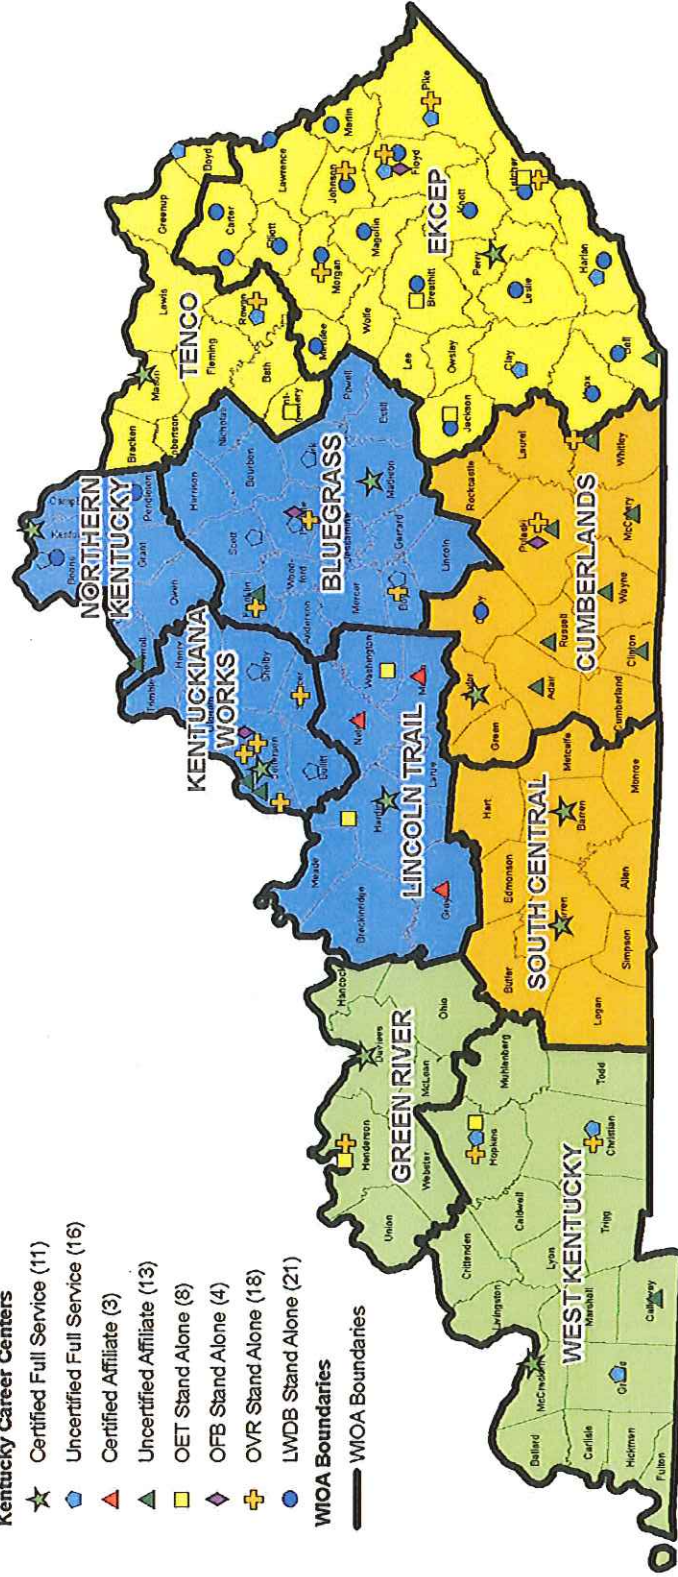 Kentucky Career Centers
Certified Full Service (11)
Uncertified Full Service (16)
Certified Affiliate (3)
Uncertified Affiliate (13)
OET Stand Alone (8)
OFB Stand Alone (4)
OVR Stand Alone (18)
LWDB Stand Alone (21)
WIOA Boundaries
WIOA Boundaries
WEST KENTUCKY
Ballard
Carlisle
Hickman
Fulton
McCracken
Livingston
Crittenden
Marshall
Lyon
Caldwell
Trigg
Hopkins
Christian
Muhlenberg
Todd
GREEN RIVER
Union
Henderson
Webster
Daviess
McLean
Hancock
Ohio
SOUTH CENTRAL
Butler
Edmonson
Hart
Logan
Simpson
Allen
Barren
Metcalfe
Monroe
LINCOLN TRAIL
Meade
Breckinridge
Larue
Washington
KENTUCKIANA
WORKS
Trimble
Henry
Shelby
Bullitt
NORTHERN
KENTUCKY
Boone
Grant
Owen
Pendleton
BLUEGRASS
Harrison
Nicholas
Scott
Bourbon
Anderson
Mercer
Wood-
ford
Madison
Garrard
Lincoln
Estill
Powell
CUMBERLANDS
Green
Adair
Russell
Cumberland
Clinton
Wayne
McCreary
Pulaski
Rockcastle
Laurel
Whitley
TENCO
Bracken
Mason
Lewis
Fleming
Rowan
Bath
Greenup
Boyd
EKCEP
Carter
Lawrence
Elliott
Morgan
Johnson
Martin
Magoffin
Floyd
Pike
Wolfe
Lee
Owsley
Breathitt
Jackson
Perry
Knott
Letcher
Leslie
Clay
Harlan
Knox
Bell